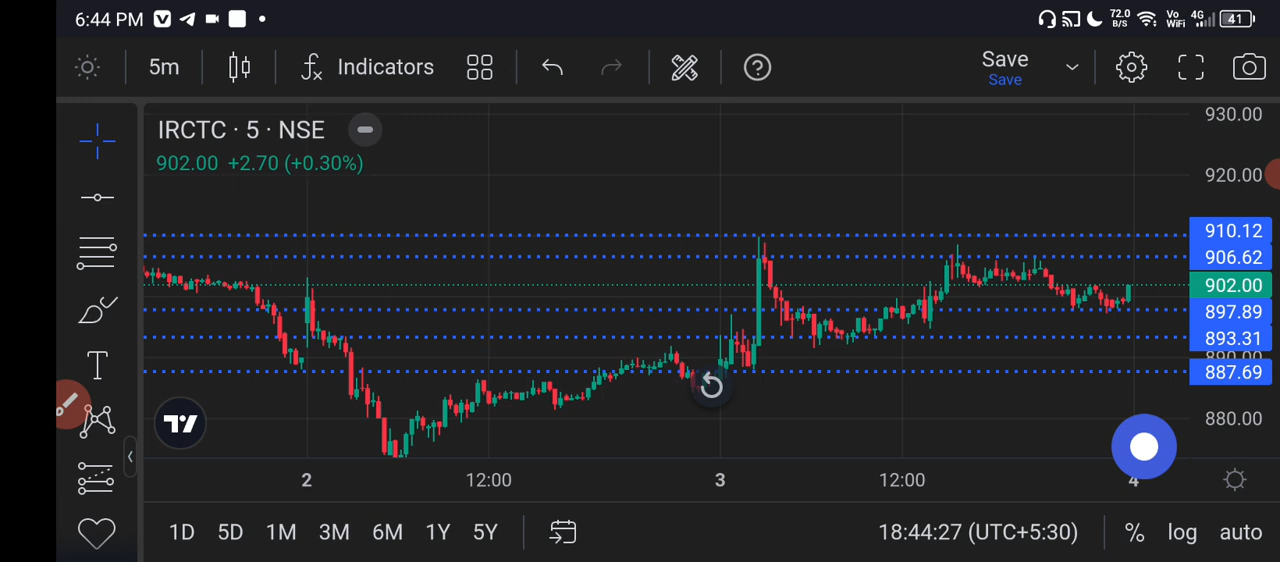 6:44 PM
72.0 B/S
Vo WiFi
4G
41
5m
Indicators
Save
Save
IRCTC · 5 · NSE
902.00 +2.70 (+0.30%)
930.00
920.00
910.12
906.62
902.00
897.89
893.31
890.00
887.69
880.00
2 12:00 3 12:00 4
1D 5D 1M 3M 6M 1Y 5Y
18:44:27 (UTC+5:30)
% log auto